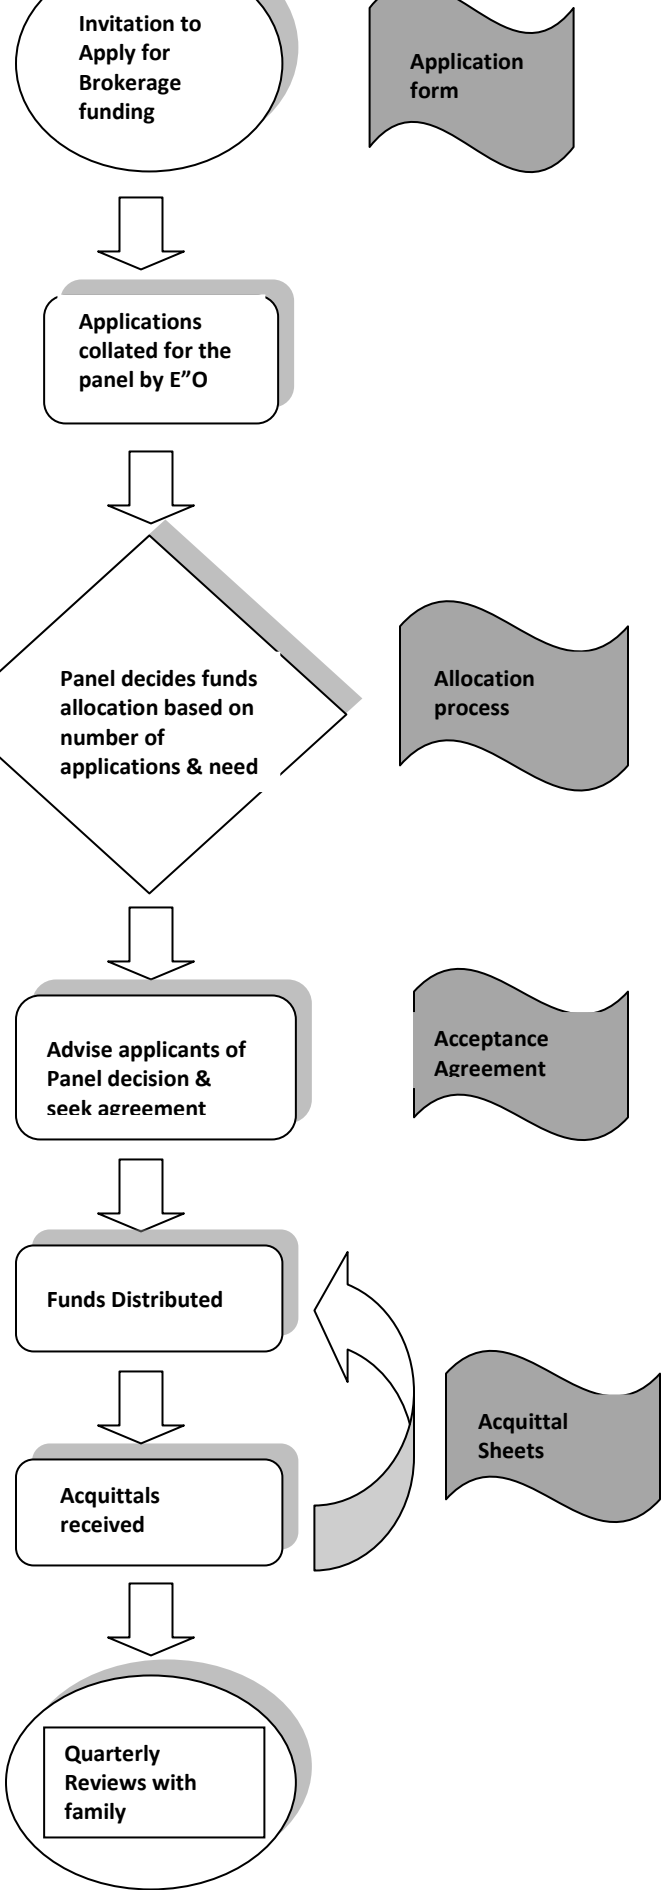 Invitation to
Apply for
Brokerage
funding
Application
form
Applications
collated for the
panel by E”O
Panel decides funds
allocation based on
number of
applications & need
Allocation
process
Advise applicants of
Panel decision &
seek agreement
Acceptance
Agreement
Funds Distributed
Acquittal
Sheets
Acquittals
received
Quarterly
Reviews with
family